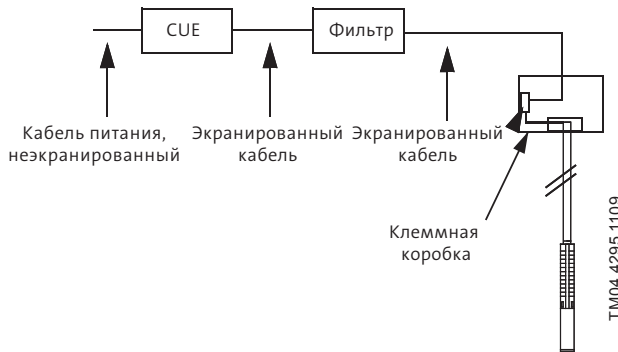 CUE
Фильтр
Кабель питания,
неэкранированный
Экранированный
кабель
Экранированный
кабель
Клеммная
коробка
TM04 4295 1109